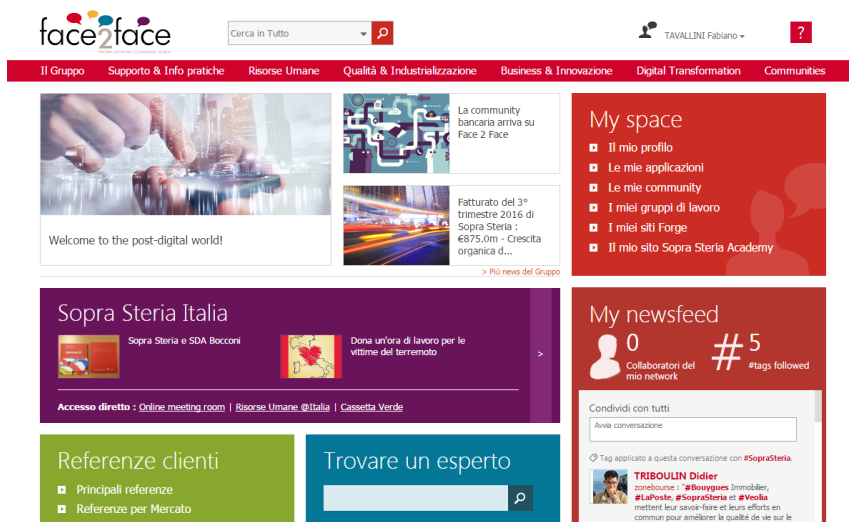 face2face
Cerca in Tutto
TAVALLINI Fabiano
?
Il Gruppo
Supporto & Info pratiche
Risorse Umane
Qualità & Industrializzazione
Business & Innovazione
Digital Transformation
Communities
Welcome to the post-digital world!
La community
bancaria arriva su
Face 2 Face
Fatturato del 3°
trimestre 2016 di
Sopra Steria :
€875.0m - Crescita
organica d...
> Più news del Gruppo
My space
Il mio profilo
Le mie applicazioni
Le mie community
I miei gruppi di lavoro
I miei siti Forge
Il mio sito Sopra Steria Academy
Sopra Steria Italia
Sopra Steria e SDA Bocconi
Dona un'ora di lavoro per le
vittime del terremoto
>
Accesso diretto : Online meeting room | Risorse Umane @Italia | Cassetta Verde
My newsfeed
0
Collaboratori del
mio network
# 5
#tags followed
Condividi con tutti
Avvia conversazione
Tag applicato a questa conversazione con #SopraSteria.
TRIBOULIN Didier
zonebourse : "#Bouygues Immobilier,
#LaPoste, #SopraSteria et #Veolia
mettent leur savoir-faire et leurs efforts en
commun pour améliorer la qualité de vie sur le
Referenze clienti
Principali referenze
Referenze per Mercato
Trovare un esperto